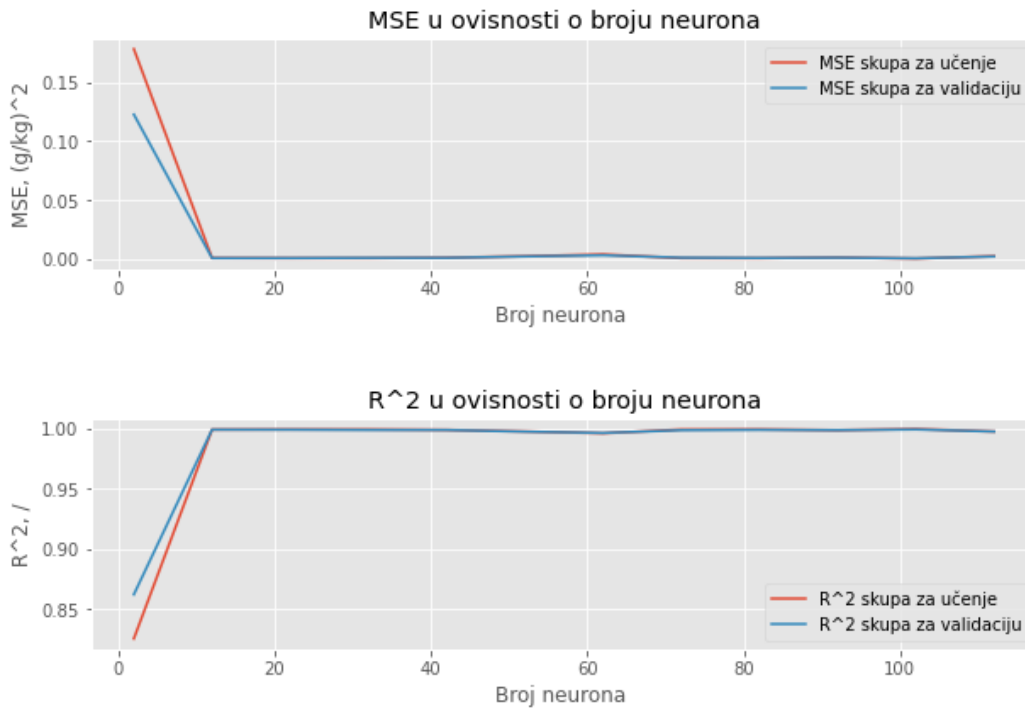 MSE u ovisnosti o broju neurona
MSE, (g/kg)^2
0.15
0.10
0.05
0.00
MSE skupa za učenje
MSE skupa za validaciju
0 20 40 60 80 100
Broj neurona
R^2 u ovisnosti o broju neurona
R^2, /
1.00
0.95
0.90
0.85
R^2 skupa za učenje
R^2 skupa za validaciju
0 20 40 60 80 100
Broj neurona